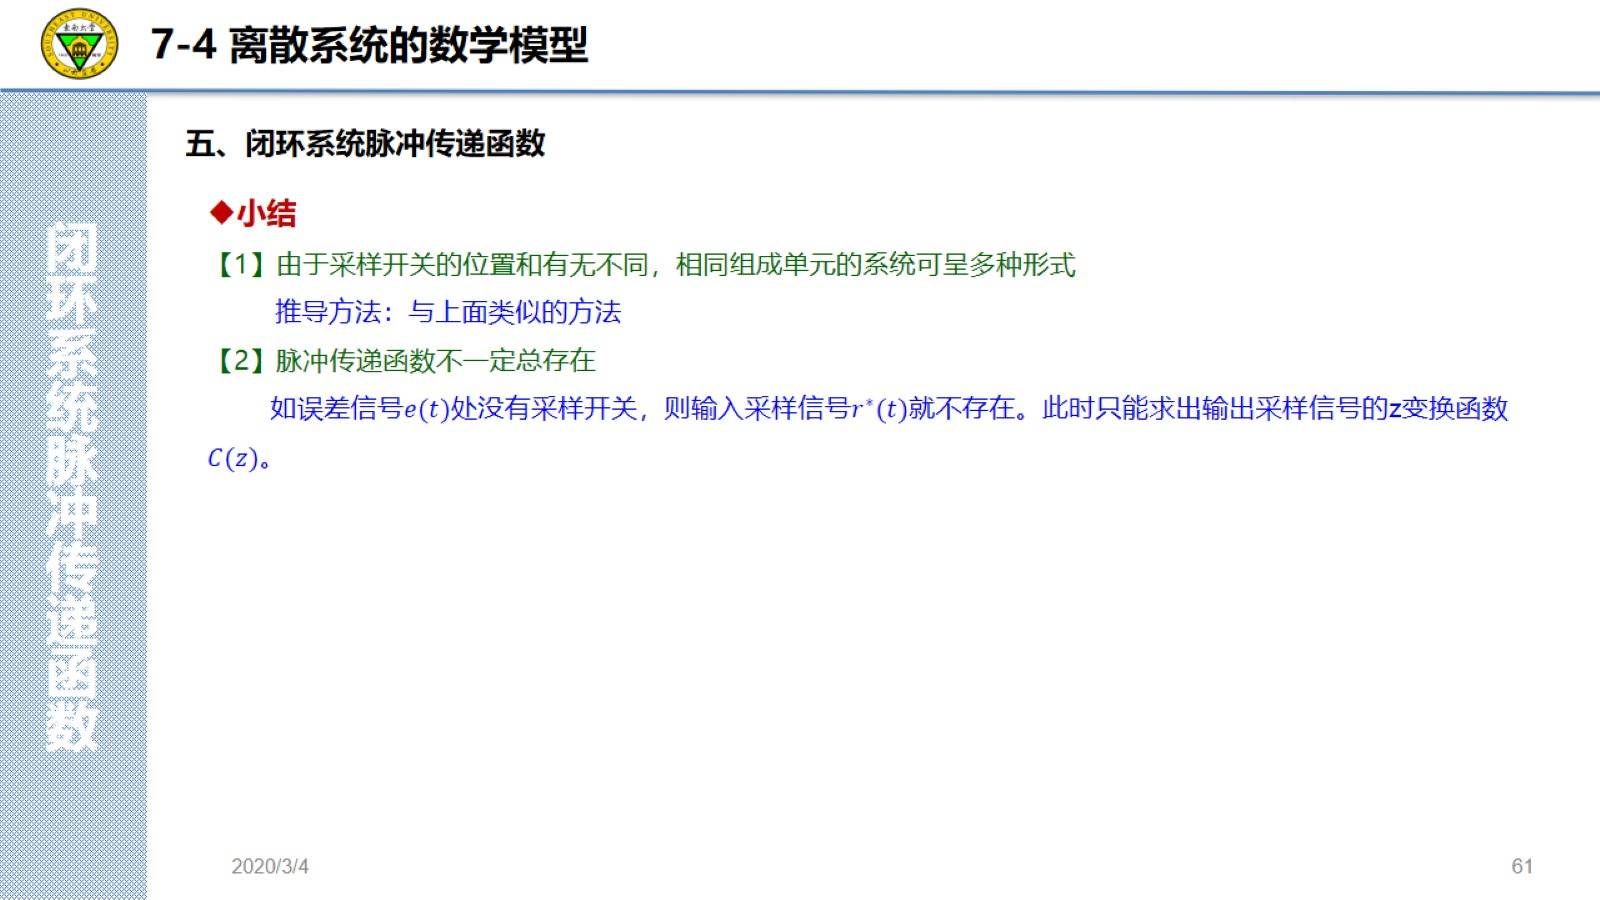 7-4 离散系统的数学模型
五、闭环系统脉冲传递函数
◆小结
【1】由于采样开关的位置和有无不同，相同组成单元的系统可呈多种形式
推导方法：与上面类似的方法
【2】脉冲传递函数不一定总存在
如误差信号e(t)处没有采样开关，则输入采样信号r*(t)就不存在。此时只能求出输出采样信号的z变换函数
C(z)。
闭环系统脉冲传递函数
2020/3/4
61